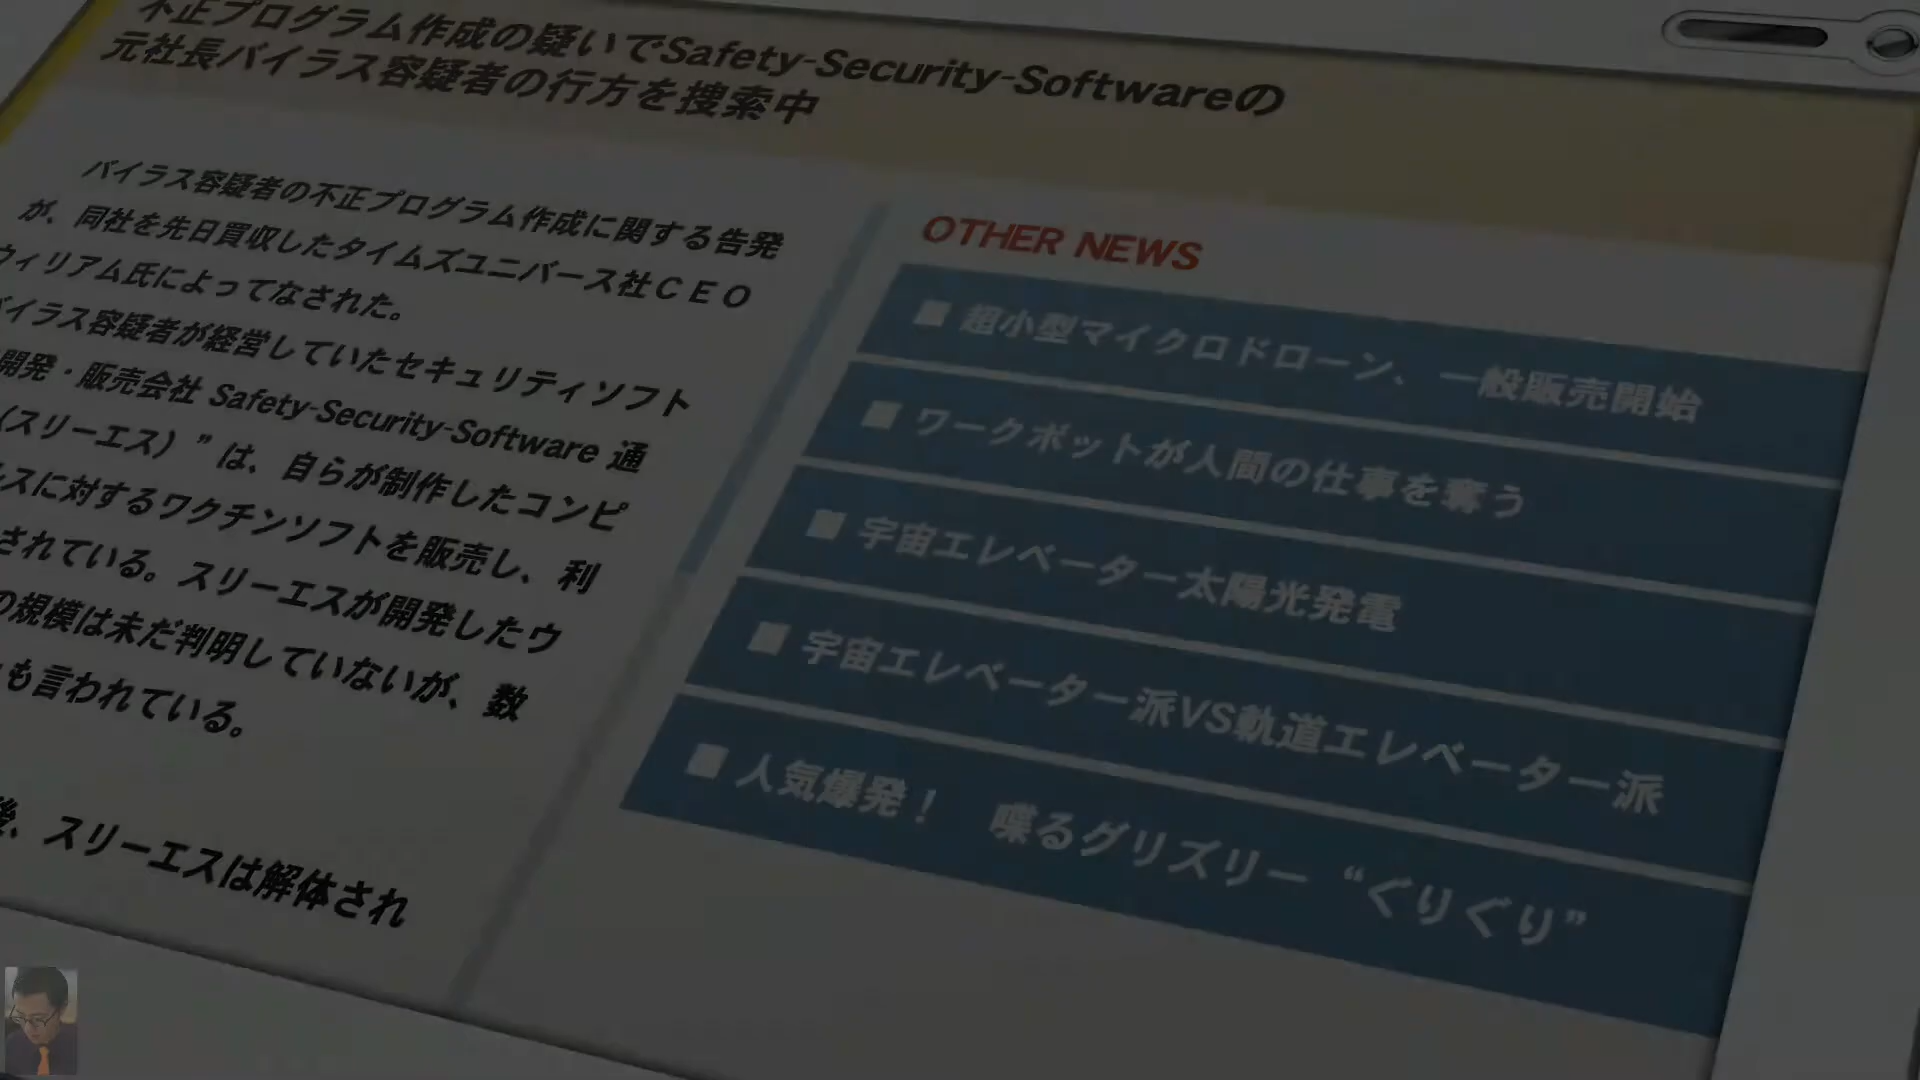 不正プログラム作成の疑いでSafety-Security-Softwareの
元社長バイラス容疑者の行方を捜索中
バイラス容疑者の不正プログラム作成に関する告発
が、同社を先日買収したタイムズユニバース社ＣＥＯ
ウィリアム氏によってなされた。
バイラス容疑者が経営していたセキュリティソフト
開発・販売会社 Safety-Security-Software 通
（スリーエス）”は、自らが制作したコンピ
ルスに対するワクチンソフトを販売し、利
されている。スリーエスが開発したウ
の規模は未だ判明していないが、数
も言われている。
後、スリーエスは解体され
OTHER NEWS
■ 超小型マイクロドローン、一般販売開始
■ ワークボットが人間の仕事を奪う
■ 宇宙エレベーター太陽光発電
■ 宇宙エレベーター派VS軌道エレベーター派
■ 人気爆発！　喋るグリズリー“ぐりぐり”